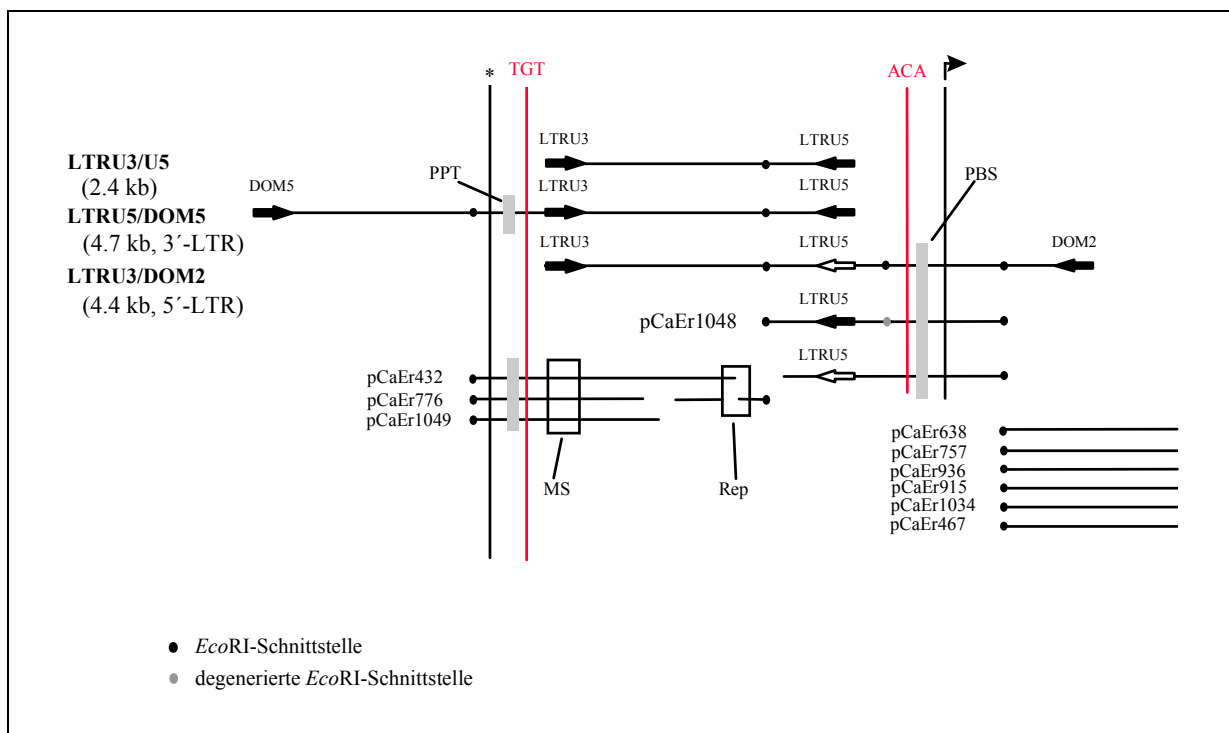 * TGT ACA
LTRU3 LTRU5
LTRU3/U5
(2.4 kb)
DOM5 PPT LTRU3 LTRU5 PBS
LTRU5/DOM5
(4.7 kb, 3´-LTR)
LTRU3 LTRU5 DOM2
LTRU3/DOM2
(4.4 kb, 5´-LTR)
LTRU5
pCaEr1048
LTRU5
pCaEr432
pCaEr776
pCaEr1049
MS Rep
pCaEr638
pCaEr757
pCaEr936
pCaEr915
pCaEr1034
pCaEr467
EcoRI-Schnittstelle
degenerierte EcoRI-Schnittstelle